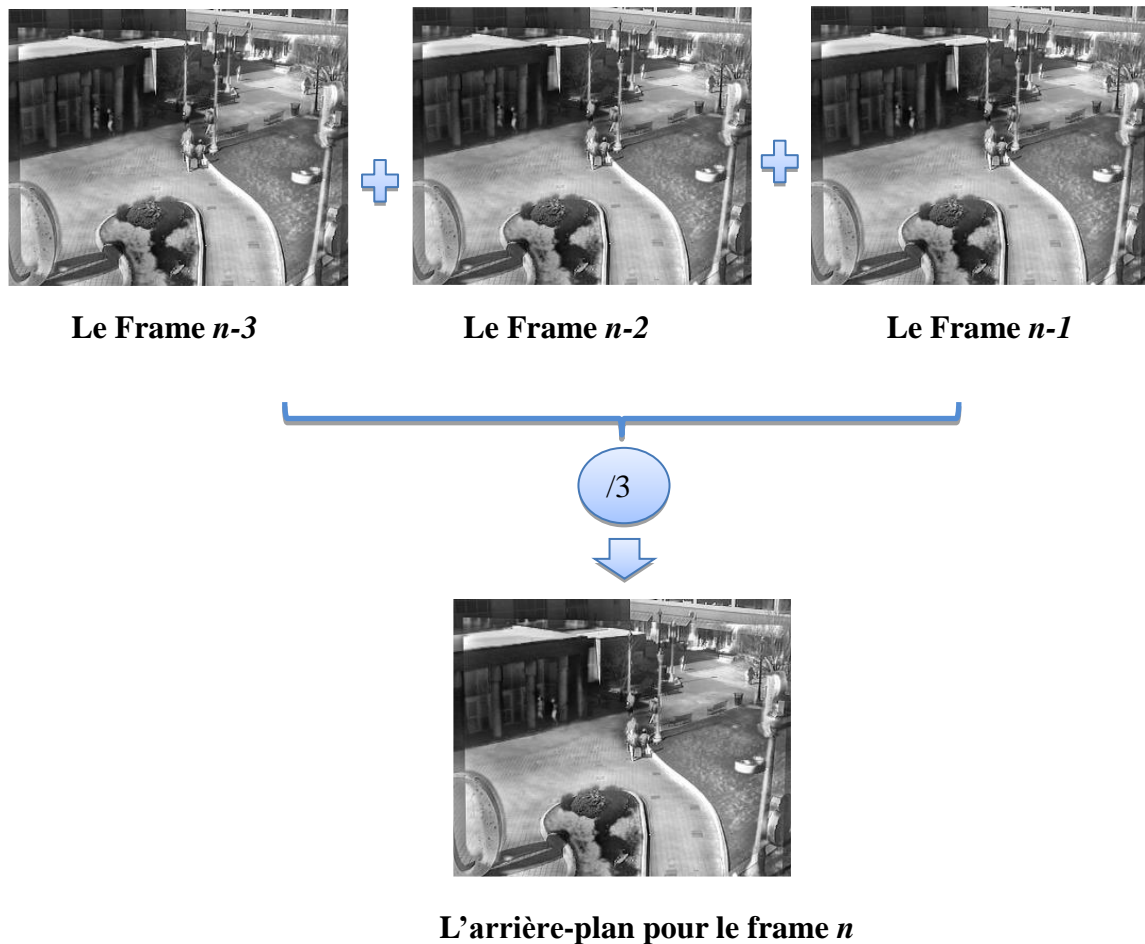 Le Frame n-3
Le Frame n-2
Le Frame n-1
/3
L’arrière-plan pour le frame n